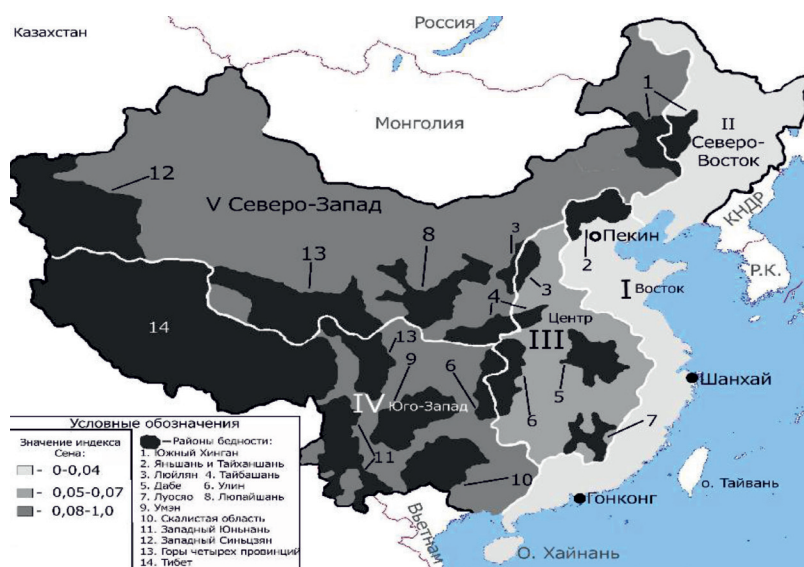 Казахстан
Россия
Монголия
1
II
Северо-
Восток
12
V Северо-Запад
КНДР
Пекин
13
8
3
2
Р.К.
3
I Восток
4
Центр
14
III
13
9
6
Шанхай
IV Юго-Запад
5
6
7
11
10
Гонконг
о. Тайвань
Вьетнам
О. Хайнань
Условные обозначения
Значение индекса
Сена:
- 0-0,04
- 0,05-0,07
- 0,08-1,0
–Районы бедности:
1. Южный Хинган
2. Яньшань и Тайханшань
3. Люйлян 4. Тайбашань
5. Дабе 6. Улин
7. Луосяо 8. Люпайшань
9. Умэн
10. Скалистая область
11. Западный Юньнань
12. Западный Синьцзян
13. Горы четырех провинций
14. Тибет